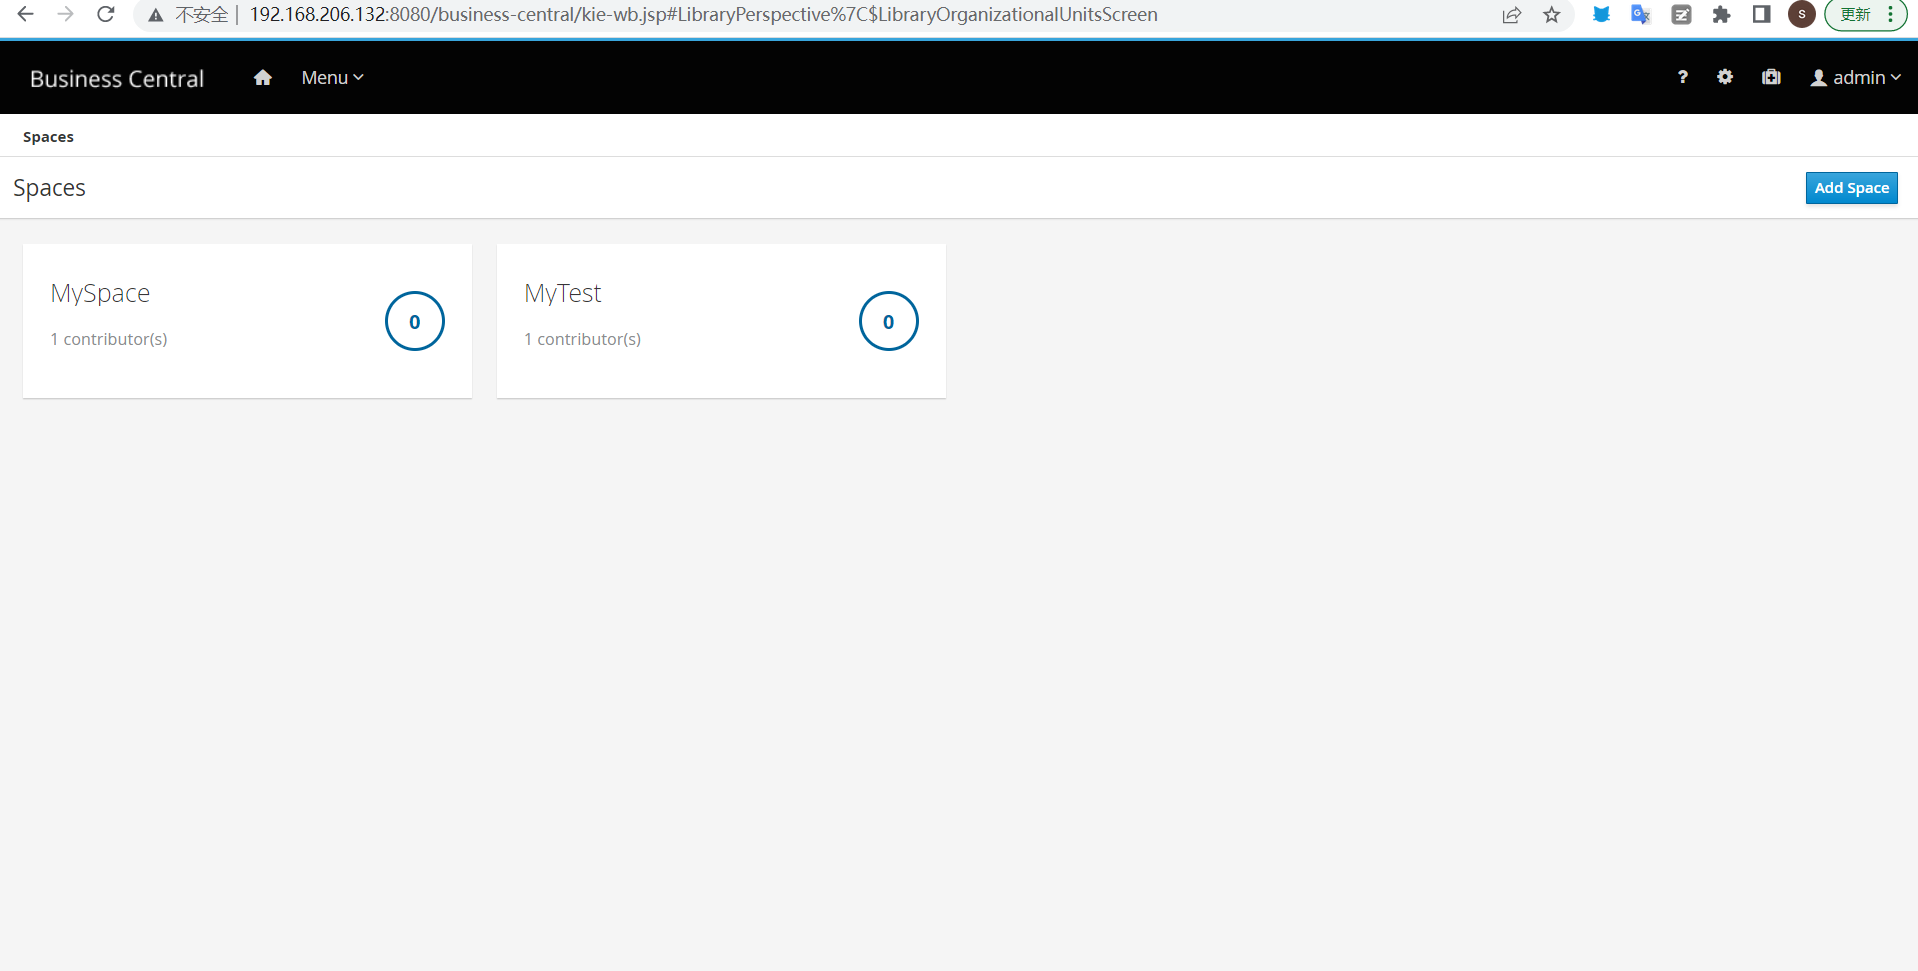 不安全 192.168.206.132:8080/business-central/kie-wb.jsp#LibraryPerspective%7C$LibraryOrganizationalUnitsScreen S 更新
Business Central Menu ? admin
Spaces
Spaces Add Space
MySpace
1 contributor(s)
0
MyTest
1 contributor(s)
0